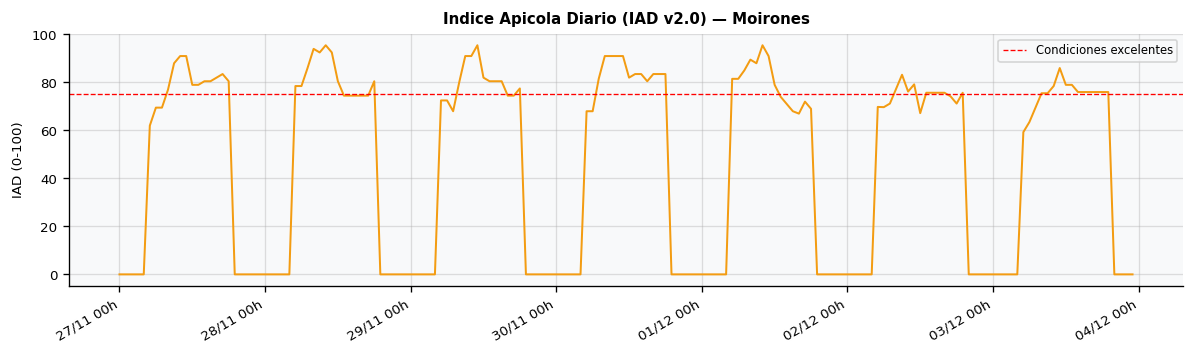 Indice Apicola Diario (IAD v2.0) — Moirones
100
80
60
40
20
0
IAD (0-100)
Condiciones excelentes
27/11 00h
28/11 00h
29/11 00h
30/11 00h
01/12 00h
02/12 00h
03/12 00h
04/12 00h